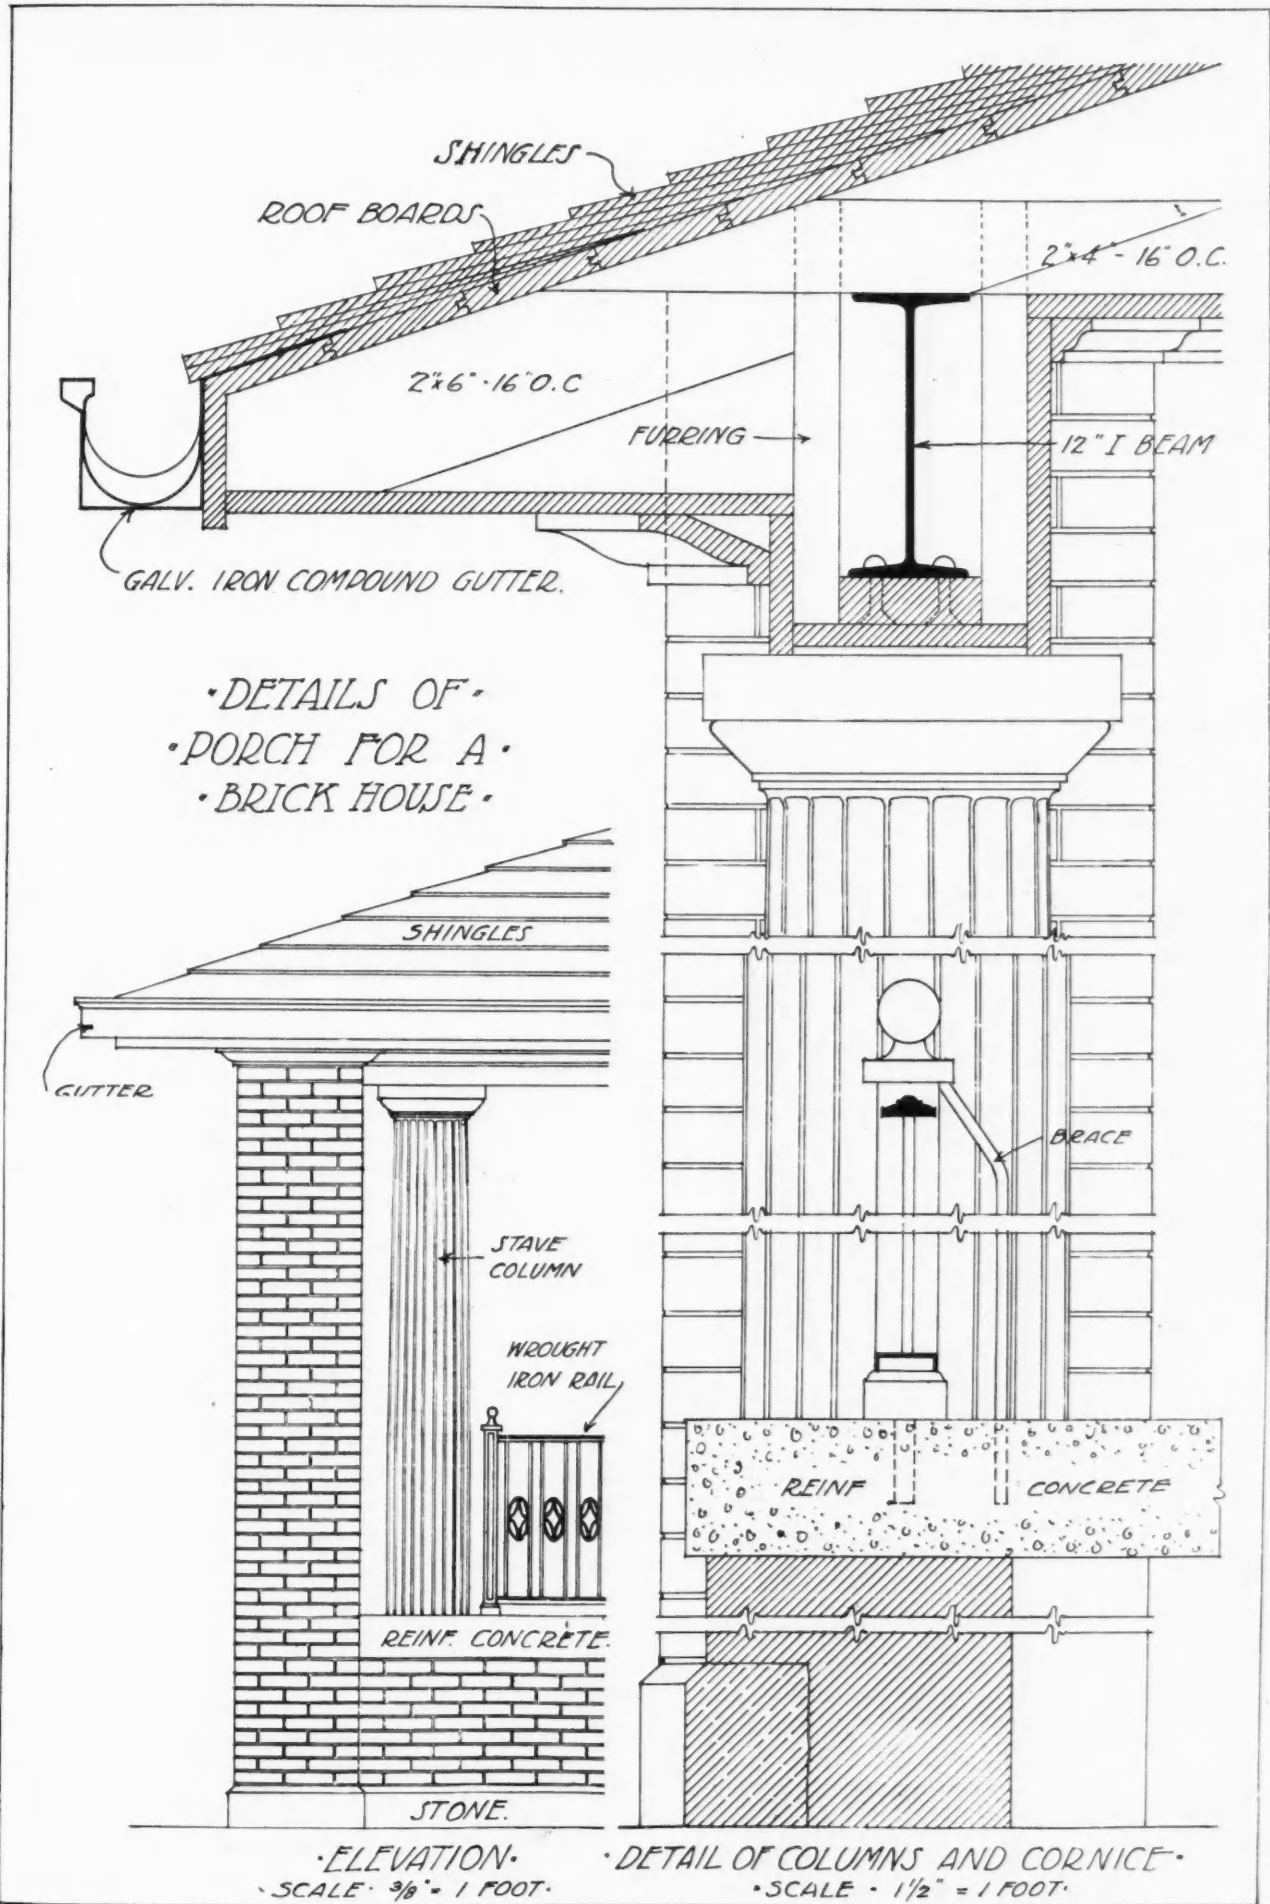 SHINGLES
ROOF BOARDS
2"x4"-16"O.C.
2"x6"-16"O.C
FURRING
12" I BEAM
GALV. IRON COMPOUND GUTTER.
·DETAILS OF·
·PORCH FOR A·
·BRICK HOUSE·
SHINGLES
GUTTER
BRACE
STAVE
COLUMN
WROUGHT
IRON RAIL
REINF CONCRETE
REINF. CONCRETE.
STONE.
·ELEVATION·
·SCALE· 3/8" = 1 FOOT·
·DETAIL OF COLUMNS AND CORNICE·
·SCALE · 1 1/2" = 1 FOOT·